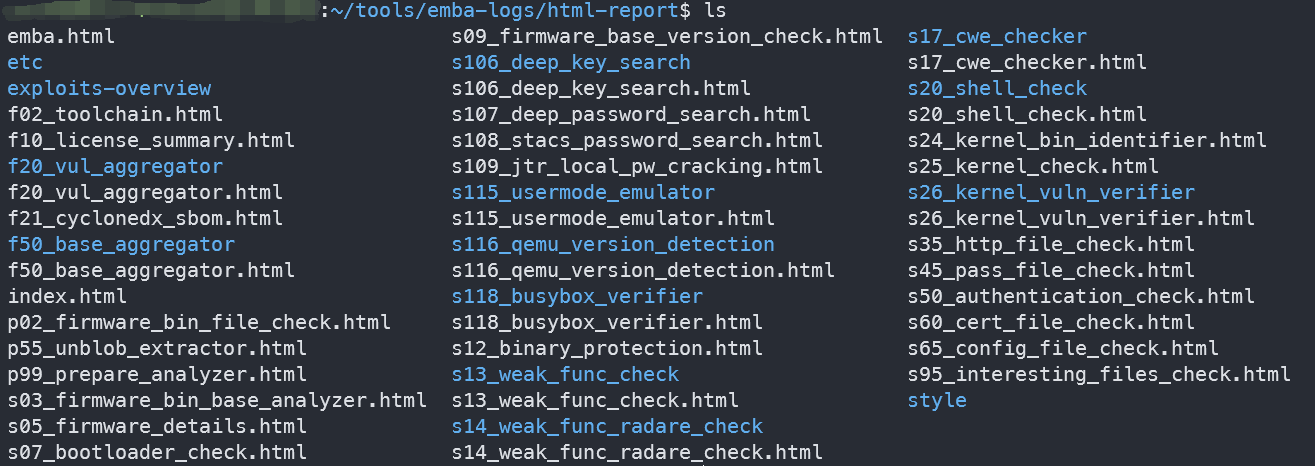 :~/tools/emba-logs/html-report$ ls
emba.html s09_firmware_base_version_check.html s17_cwe_checker
etc s106_deep_key_search s17_cwe_checker.html
exploits-overview s106_deep_key_search.html s20_shell_check
f02_toolchain.html s107_deep_password_search.html s20_shell_check.html
f10_license_summary.html s108_stacs_password_search.html s24_kernel_bin_identifier.html
f20_vul_aggregator s109_jtr_local_pw_cracking.html s25_kernel_check.html
f20_vul_aggregator.html s115_usermode_emulator s26_kernel_vuln_verifier
f21_cyclonedx_sbom.html s115_usermode_emulator.html s26_kernel_vuln_verifier.html
f50_base_aggregator s116_qemu_version_detection s35_http_file_check.html
f50_base_aggregator.html s116_qemu_version_detection.html s45_pass_file_check.html
index.html s118_busybox_verifier s50_authentication_check.html
p02_firmware_bin_file_check.html s118_busybox_verifier.html s60_cert_file_check.html
p55_unblob_extractor.html s12_binary_protection.html s65_config_file_check.html
p99_prepare_analyzer.html s13_weak_func_check s95_interesting_files_check.html
s03_firmware_bin_base_analyzer.html s13_weak_func_check.html style
s05_firmware_details.html s14_weak_func_radare_check
s07_bootloader_check.html s14_weak_func_radare_check.html